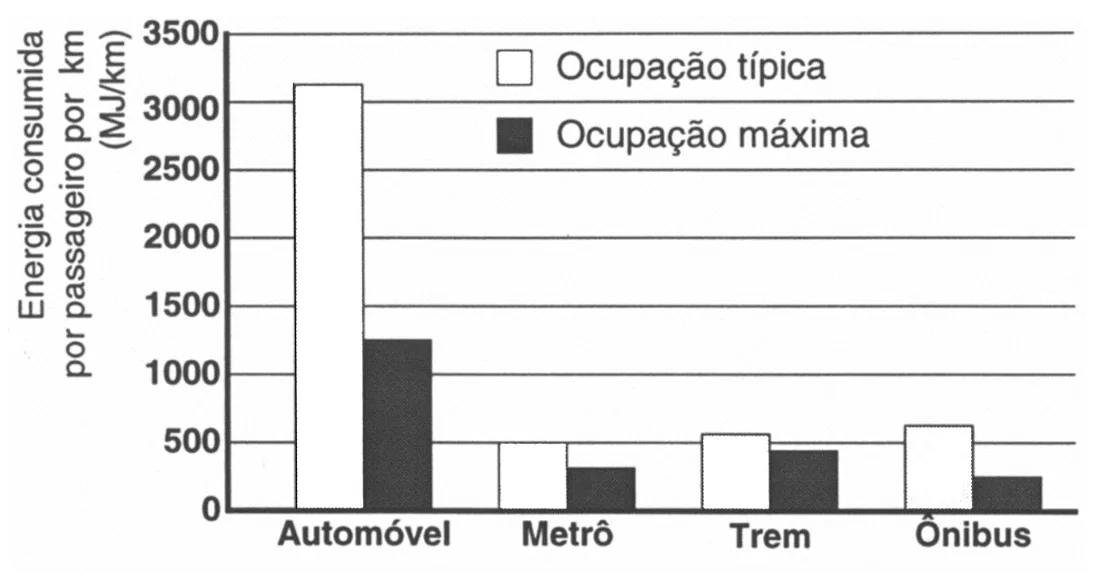 Energia consumida
por passageiro por km
(MJ/km)
3500
3000
2500
2000
1500
1000
500
0
Ocupação típica
Ocupação máxima
Automóvel
Metrô
Trem
Ônibus